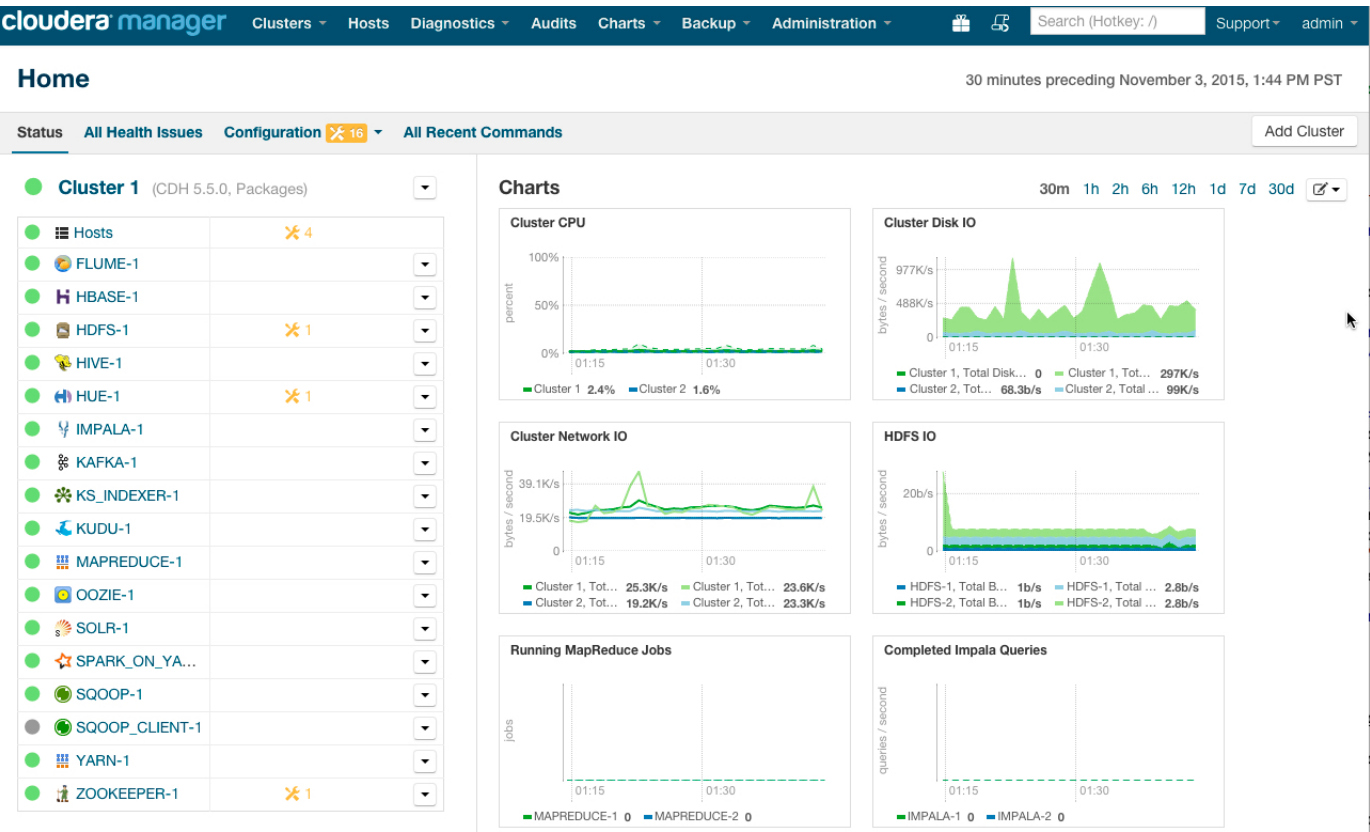 cloudera manager Clusters Hosts Diagnostics Audits Charts Backup Administration Search (Hotkey: /) Support admin
Home 30 minutes preceding November 3, 2015, 1:44 PM PST
Status All Health Issues Configuration 16 All Recent Commands Add Cluster
Cluster 1 (CDH 5.5.0, Packages)
Hosts 4
FLUME-1
HBASE-1
HDFS-1 1
HIVE-1
HUE-1 1
IMPALA-1
KAFKA-1
KS_INDEXER-1
KUDU-1
MAPREDUCE-1
OOZIE-1
SOLR-1
SPARK_ON_YA...
SQOOP-1
SQOOP_CLIENT-1
YARN-1
ZOOKEEPER-1 1
Charts 30m 1h 2h 6h 12h 1d 7d 30d
Cluster CPU
percent
100%
50%
0%
01:15 01:30
Cluster 1 2.4% Cluster 2 1.6%
Cluster Disk IO
bytes / second
977K/s
488K/s
0
01:15 01:30
Cluster 1, Total Disk... 0 Cluster 1, Tot... 297K/s
Cluster 2, Tot... 68.3b/s Cluster 2, Total ... 99K/s
Cluster Network IO
bytes / second
39.1K/s
19.5K/s
0
01:15 01:30
Cluster 1, Tot... 25.3K/s Cluster 1, Tot... 23.6K/s
Cluster 2, Tot... 19.2K/s Cluster 2, Tot... 23.3K/s
HDFS IO
bytes / second
20b/s
0
01:15 01:30
HDFS-1, Total B... 1b/s HDFS-1, Total ... 2.8b/s
HDFS-2, Total B... 1b/s HDFS-2, Total ... 2.8b/s
Running MapReduce Jobs
jobs
01:15 01:30
MAPREDUCE-1 0 MAPREDUCE-2 0
Completed Impala Queries
queries / second
01:15 01:30
IMPALA-1 0 IMPALA-2 0